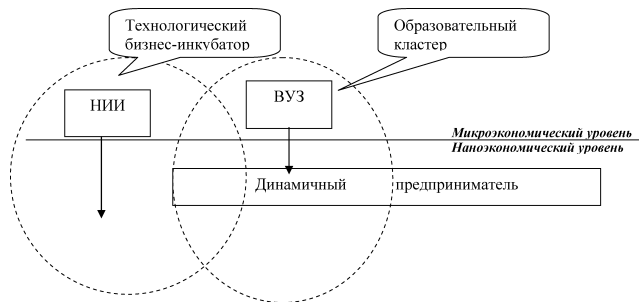 Технологический
бизнес-инкубатор
Образовательный
кластер
НИИ
ВУЗ
Микроэкономический уровень
Наноэкономический уровень
Динамичный предприниматель